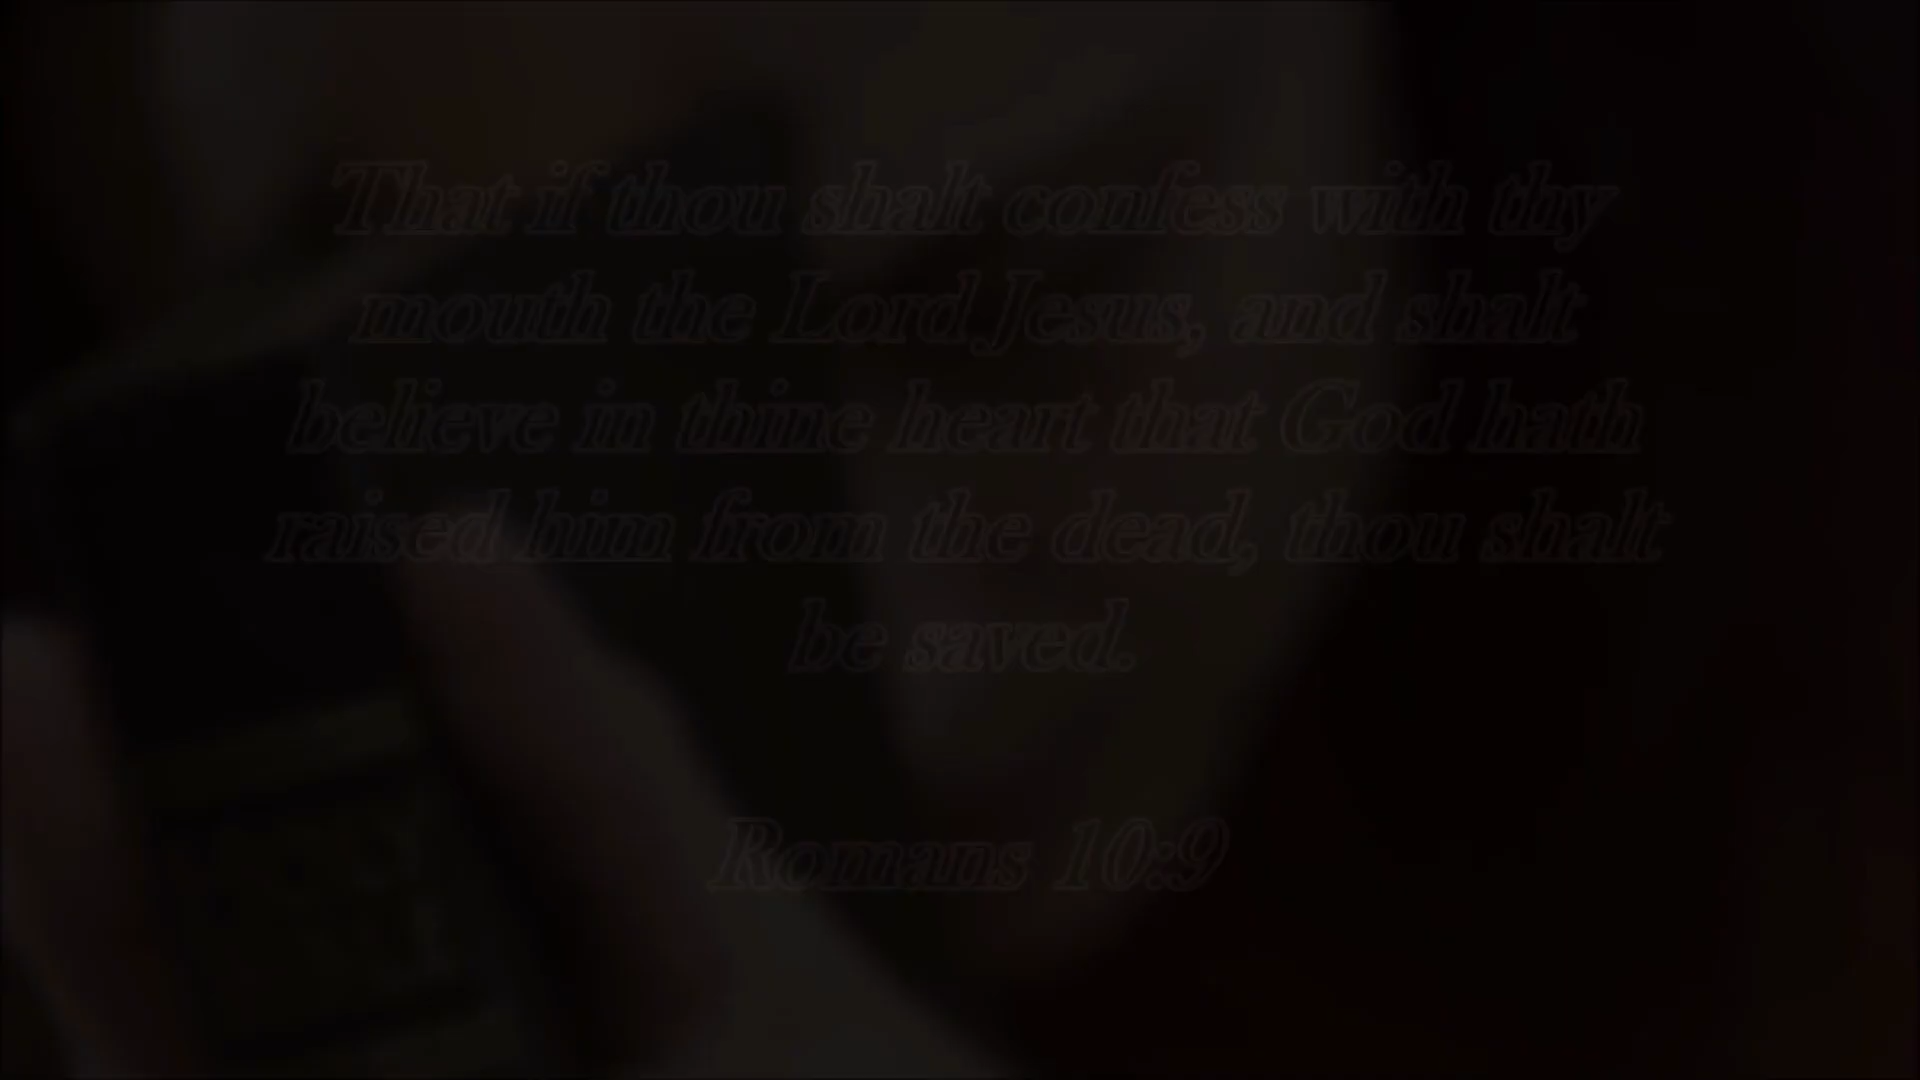 That if thou shalt confess with thy
mouth the Lord Jesus, and shalt
believe in thine heart that God hath
raised him from the dead, thou shalt
be saved.
Romans 10:9